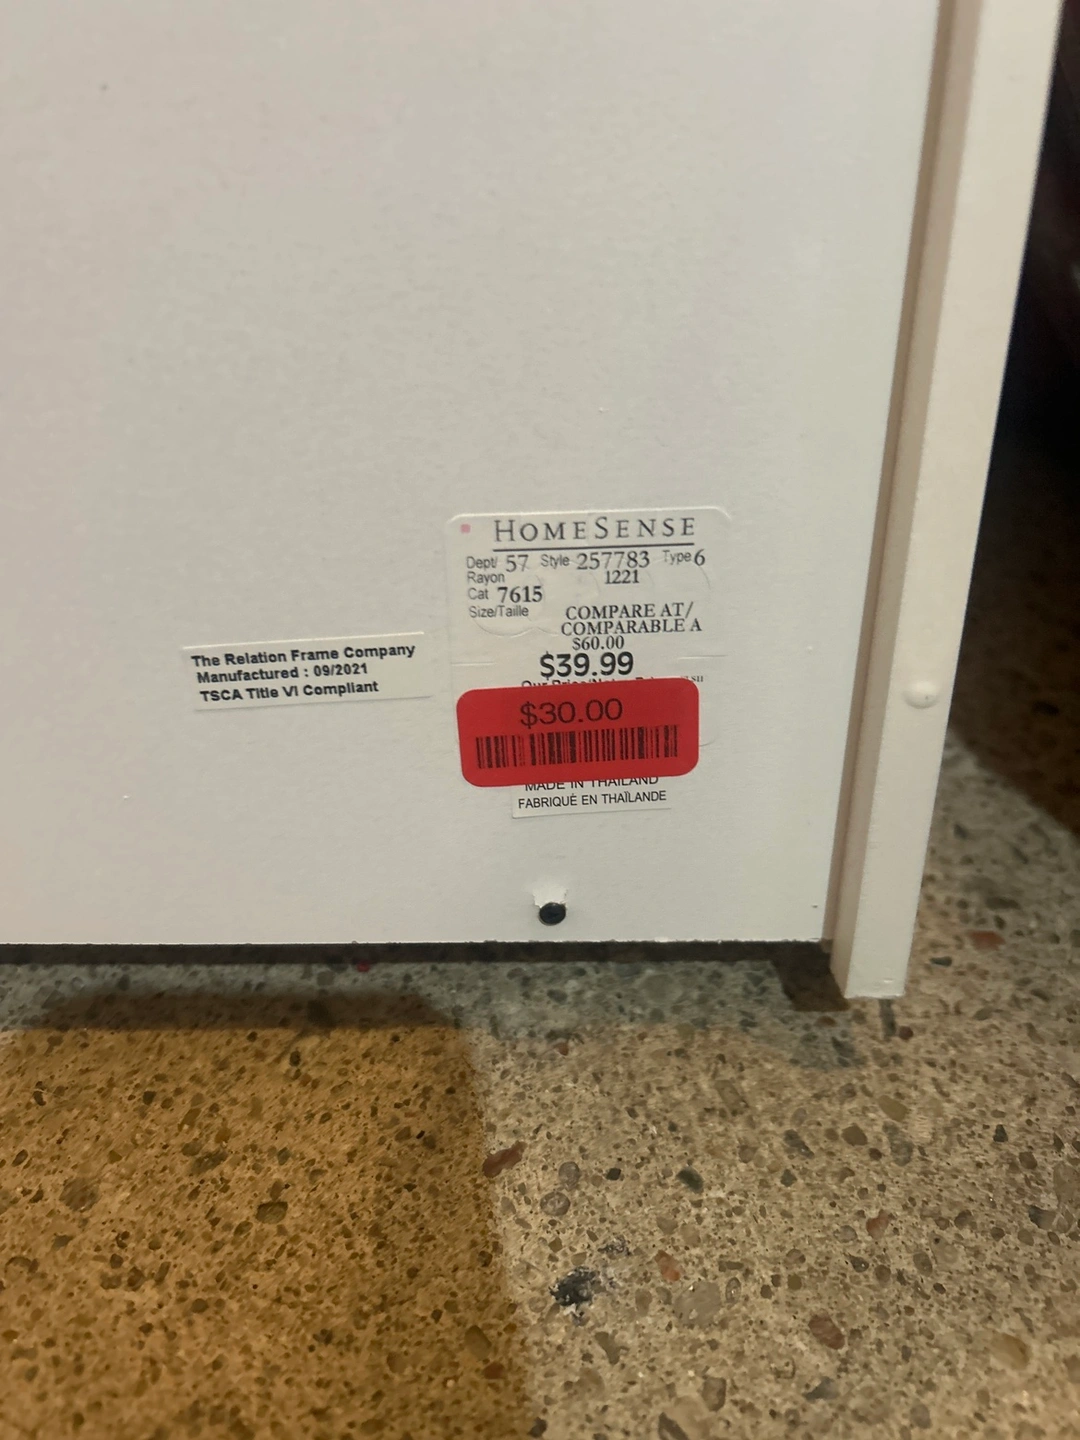 HOMESENSE
Dept/ 57 Style 257783 Type 6
Rayon 1221
Cat 7615
Size/Taille
COMPARE AT/
COMPARABLE A
$60.00
$39.99
$30.00
MADE IN THAILAND
FABRIQUÉ EN THAÏLANDE
The Relation Frame Company
Manufactured : 09/2021
TSCA Title VI Compliant